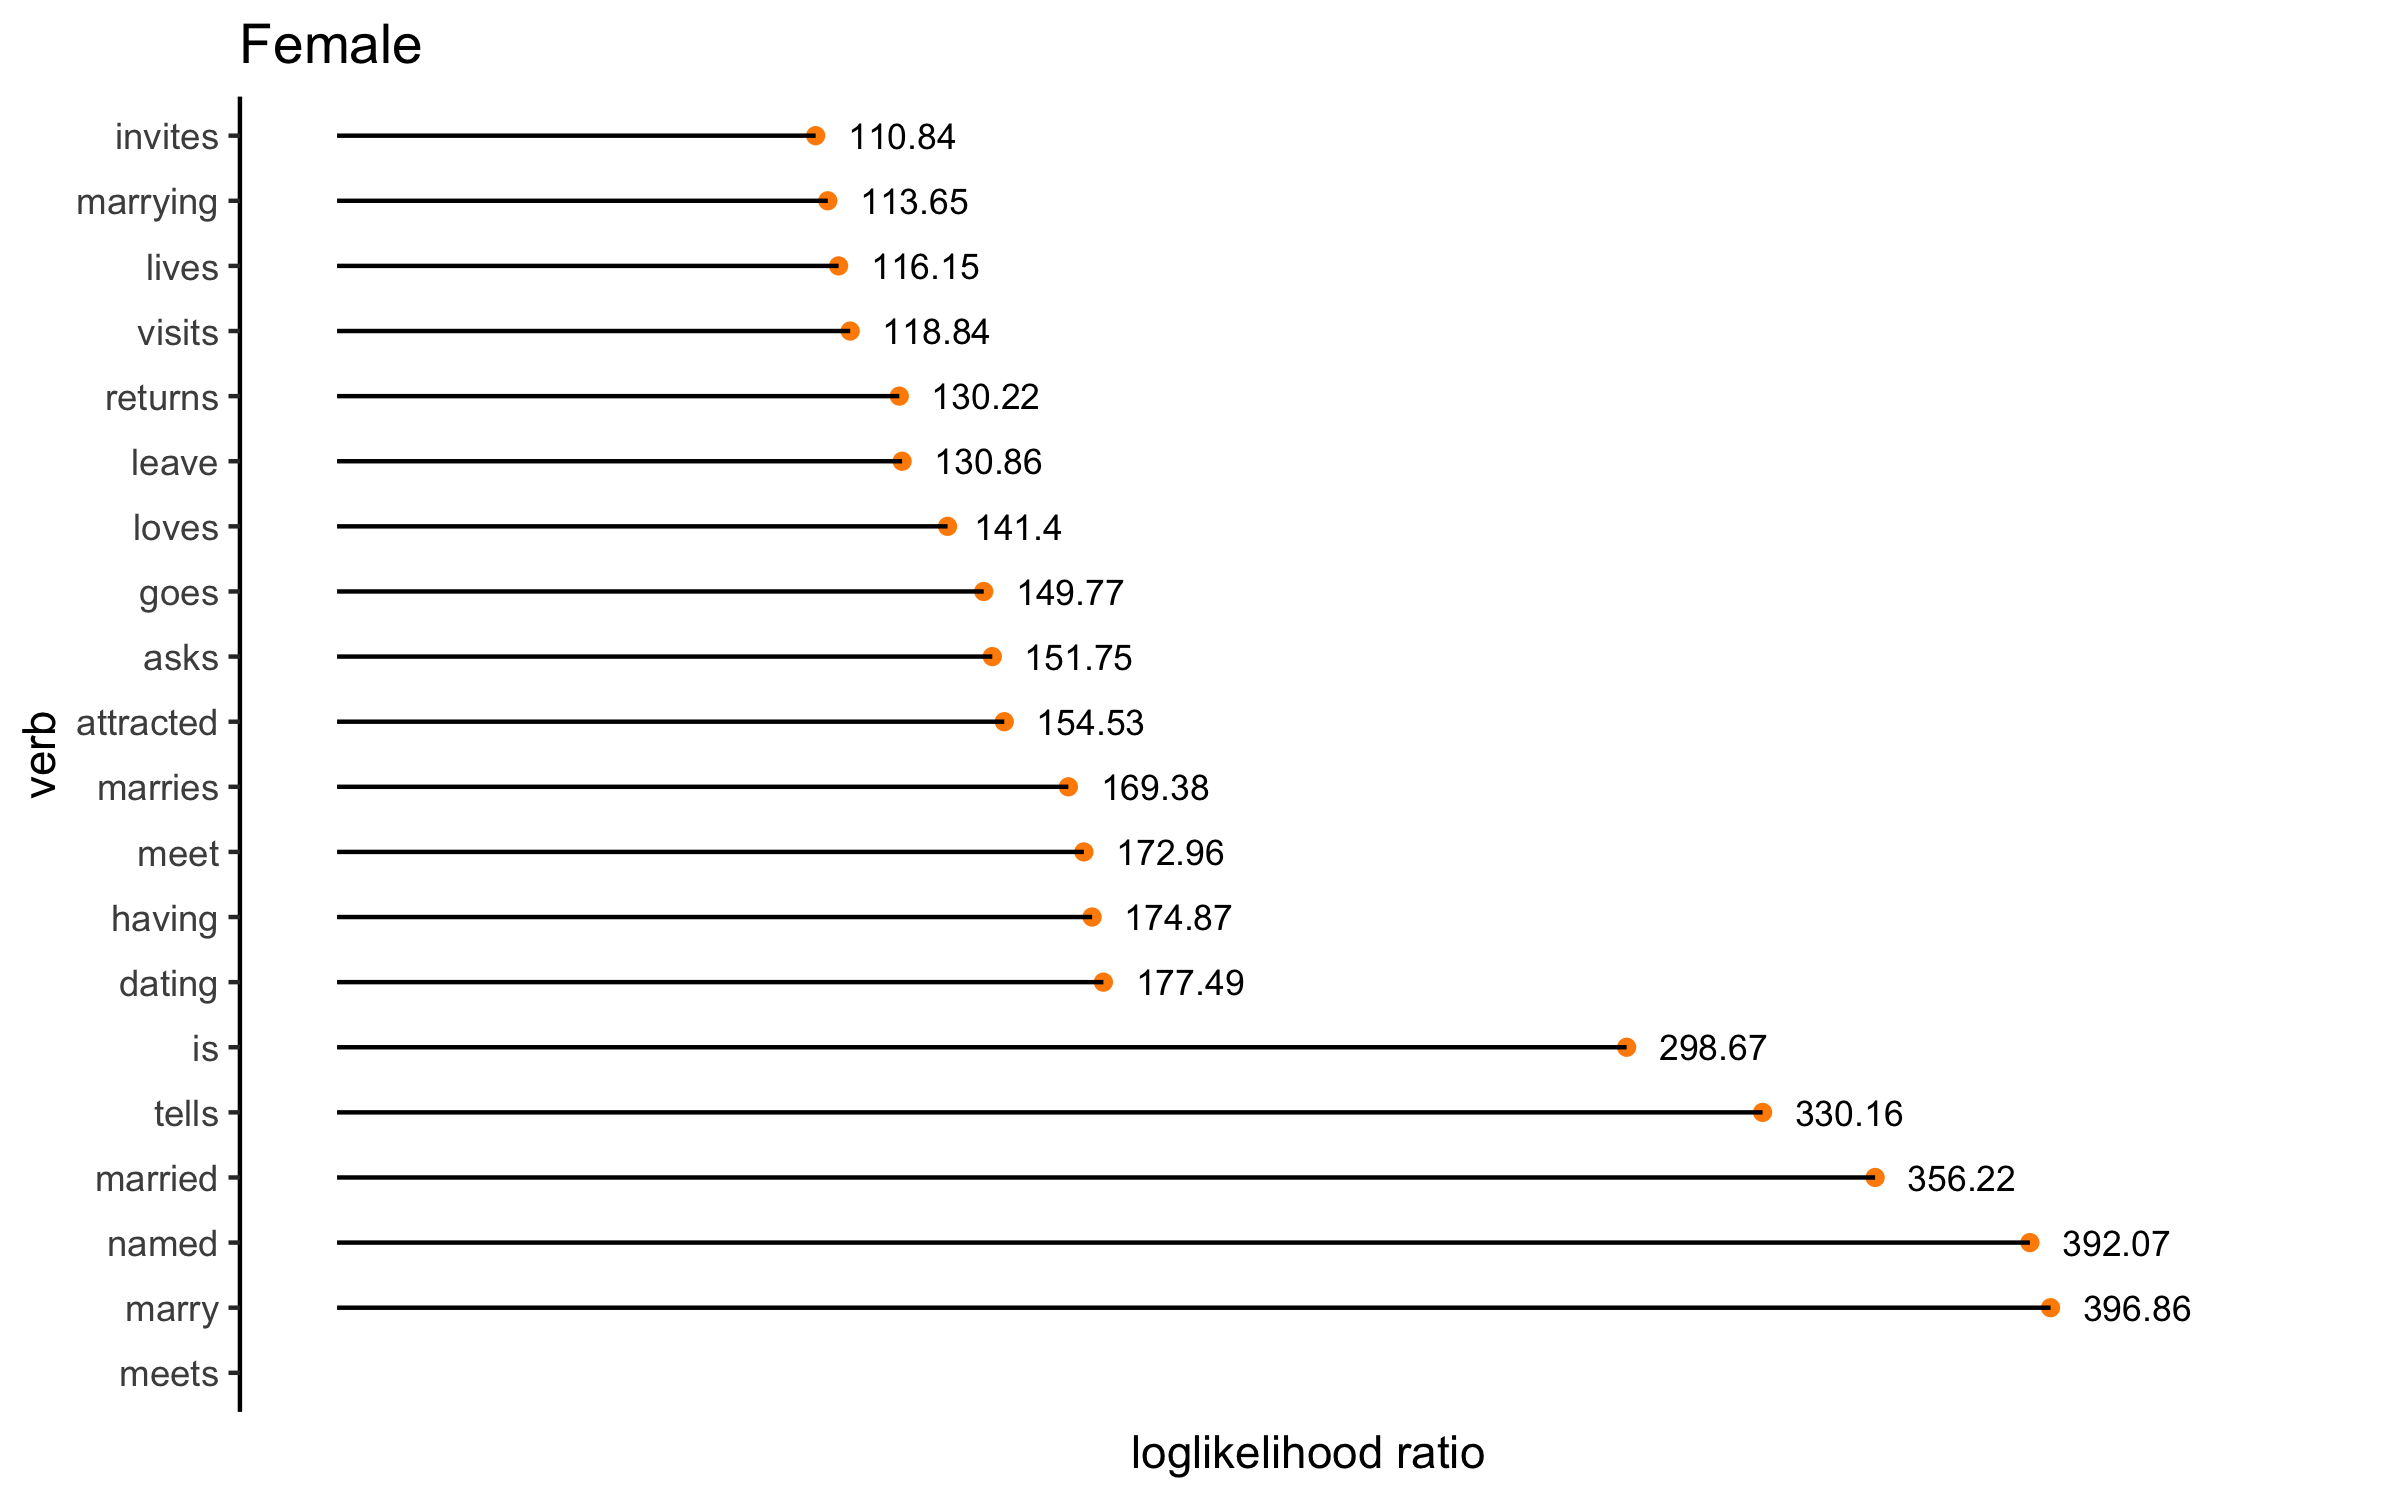 Female
invites 110.84
marrying 113.65
lives 116.15
visits 118.84
returns 130.22
leave 130.86
loves 141.4
goes 149.77
asks 151.75
attracted 154.53
marries 169.38
meet 172.96
having 174.87
dating 177.49
is 298.67
tells 330.16
married 356.22
named 392.07
marry 396.86
meets
verb
loglikelihood ratio